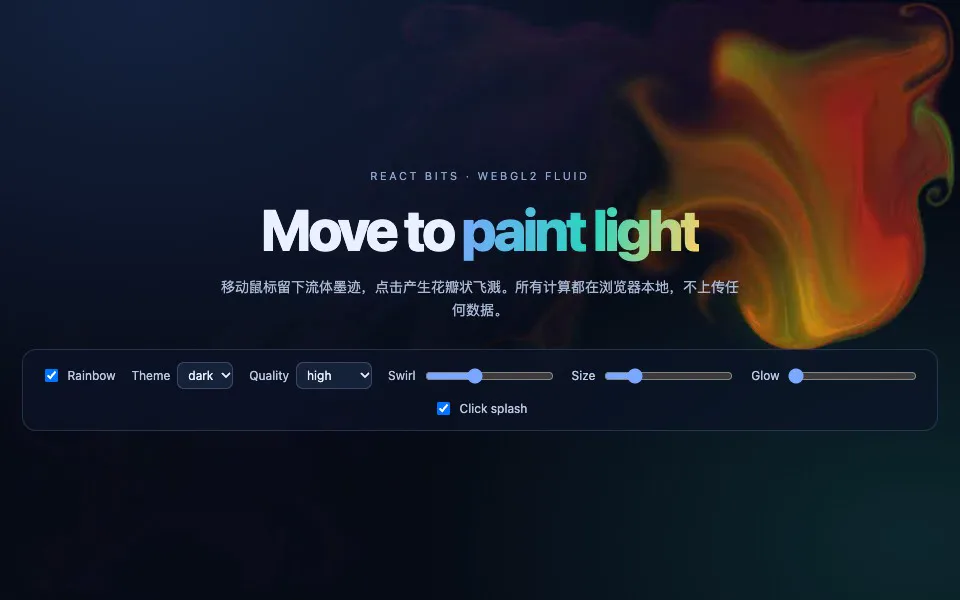 REACT BITS · WEBGL2 FLUID
Move to paint light
移动鼠标留下流体墨迹，点击产生花瓣状飞溅。所有计算都在浏览器本地，不上传任
何数据。
Rainbow Theme dark Quality high Swirl Size Glow
Click splash